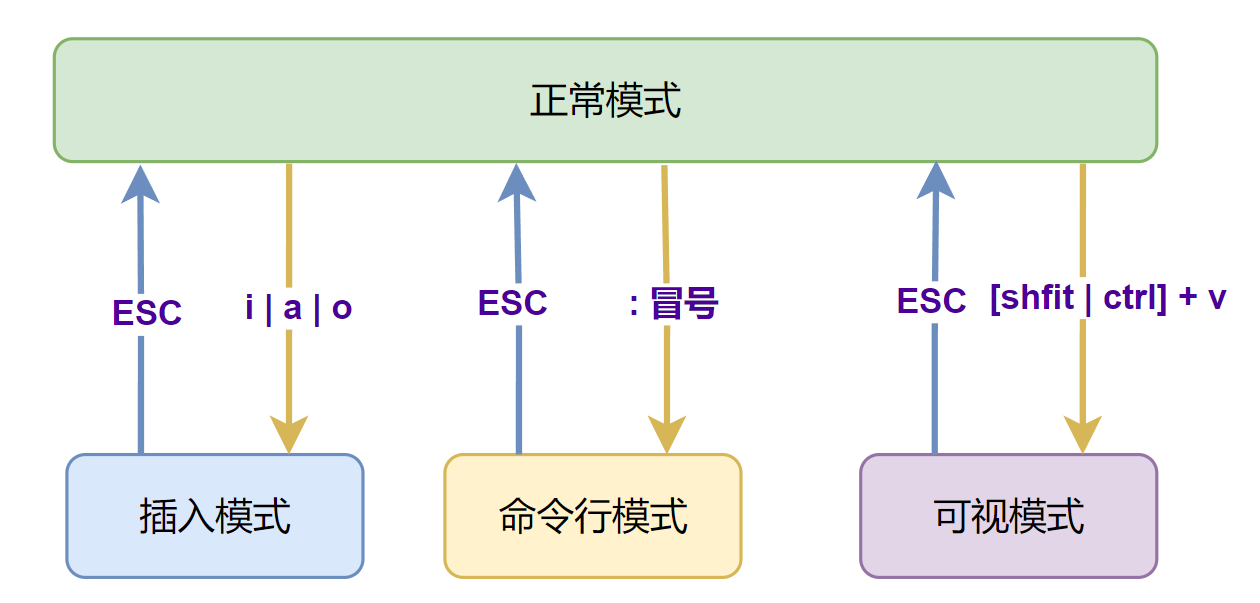 正常模式
ESC
i | a | o
ESC
: 冒号
ESC
[shfit | ctrl] + v
插入模式
命令行模式
可视模式